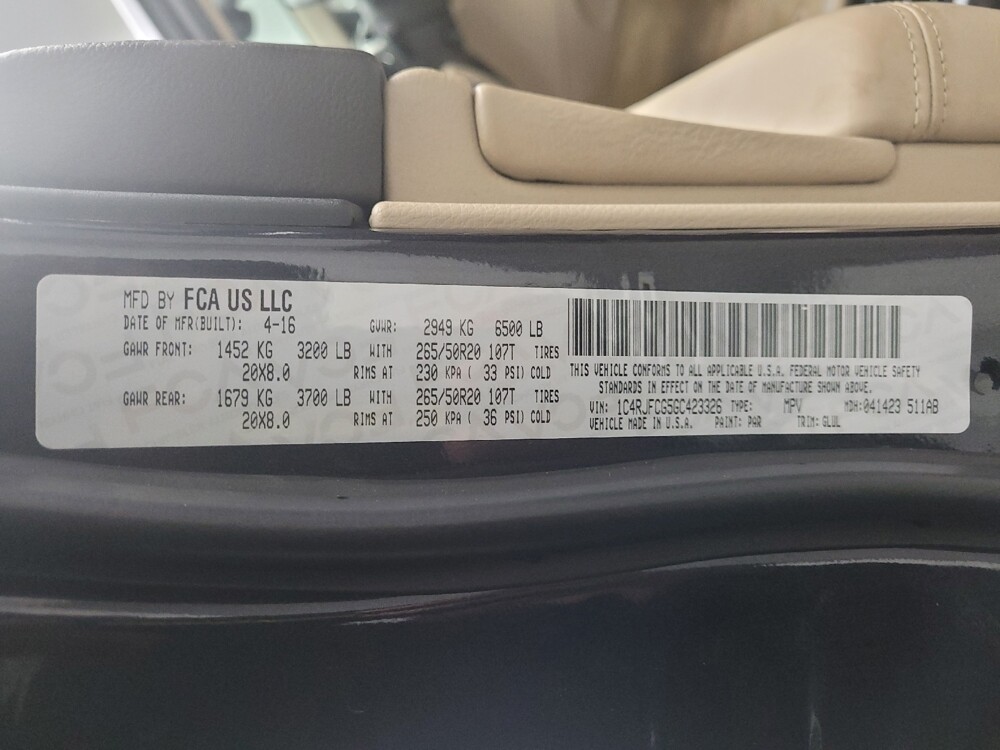 MFD BY FCA US LLC
DATE OF MFR(BUILT): 4-16 GVWR: 2949 KG 6500 LB
GAWR FRONT: 1452 KG 3200 LB WITH 265/50R20 107T TIRES
20X8.0 RIMS AT 230 KPA ( 33 PSI) COLD
GAWR REAR: 1679 KG 3700 LB WITH 265/50R20 107T TIRES
20X8.0 RIMS AT 250 KPA ( 36 PSI) COLD
THIS VEHICLE CONFORMS TO ALL APPLICABLE U.S.A. FEDERAL MOTOR VEHICLE SAFETY
STANDARDS IN EFFECT ON THE DATE OF MANUFACTURE SHOWN ABOVE.
VIN: 1C4RJFCG5GC423326 TYPE: MPV MDH: 041423 511AB
VEHICLE MADE IN U.S.A. PAINT: PAR TRIM: GLUL